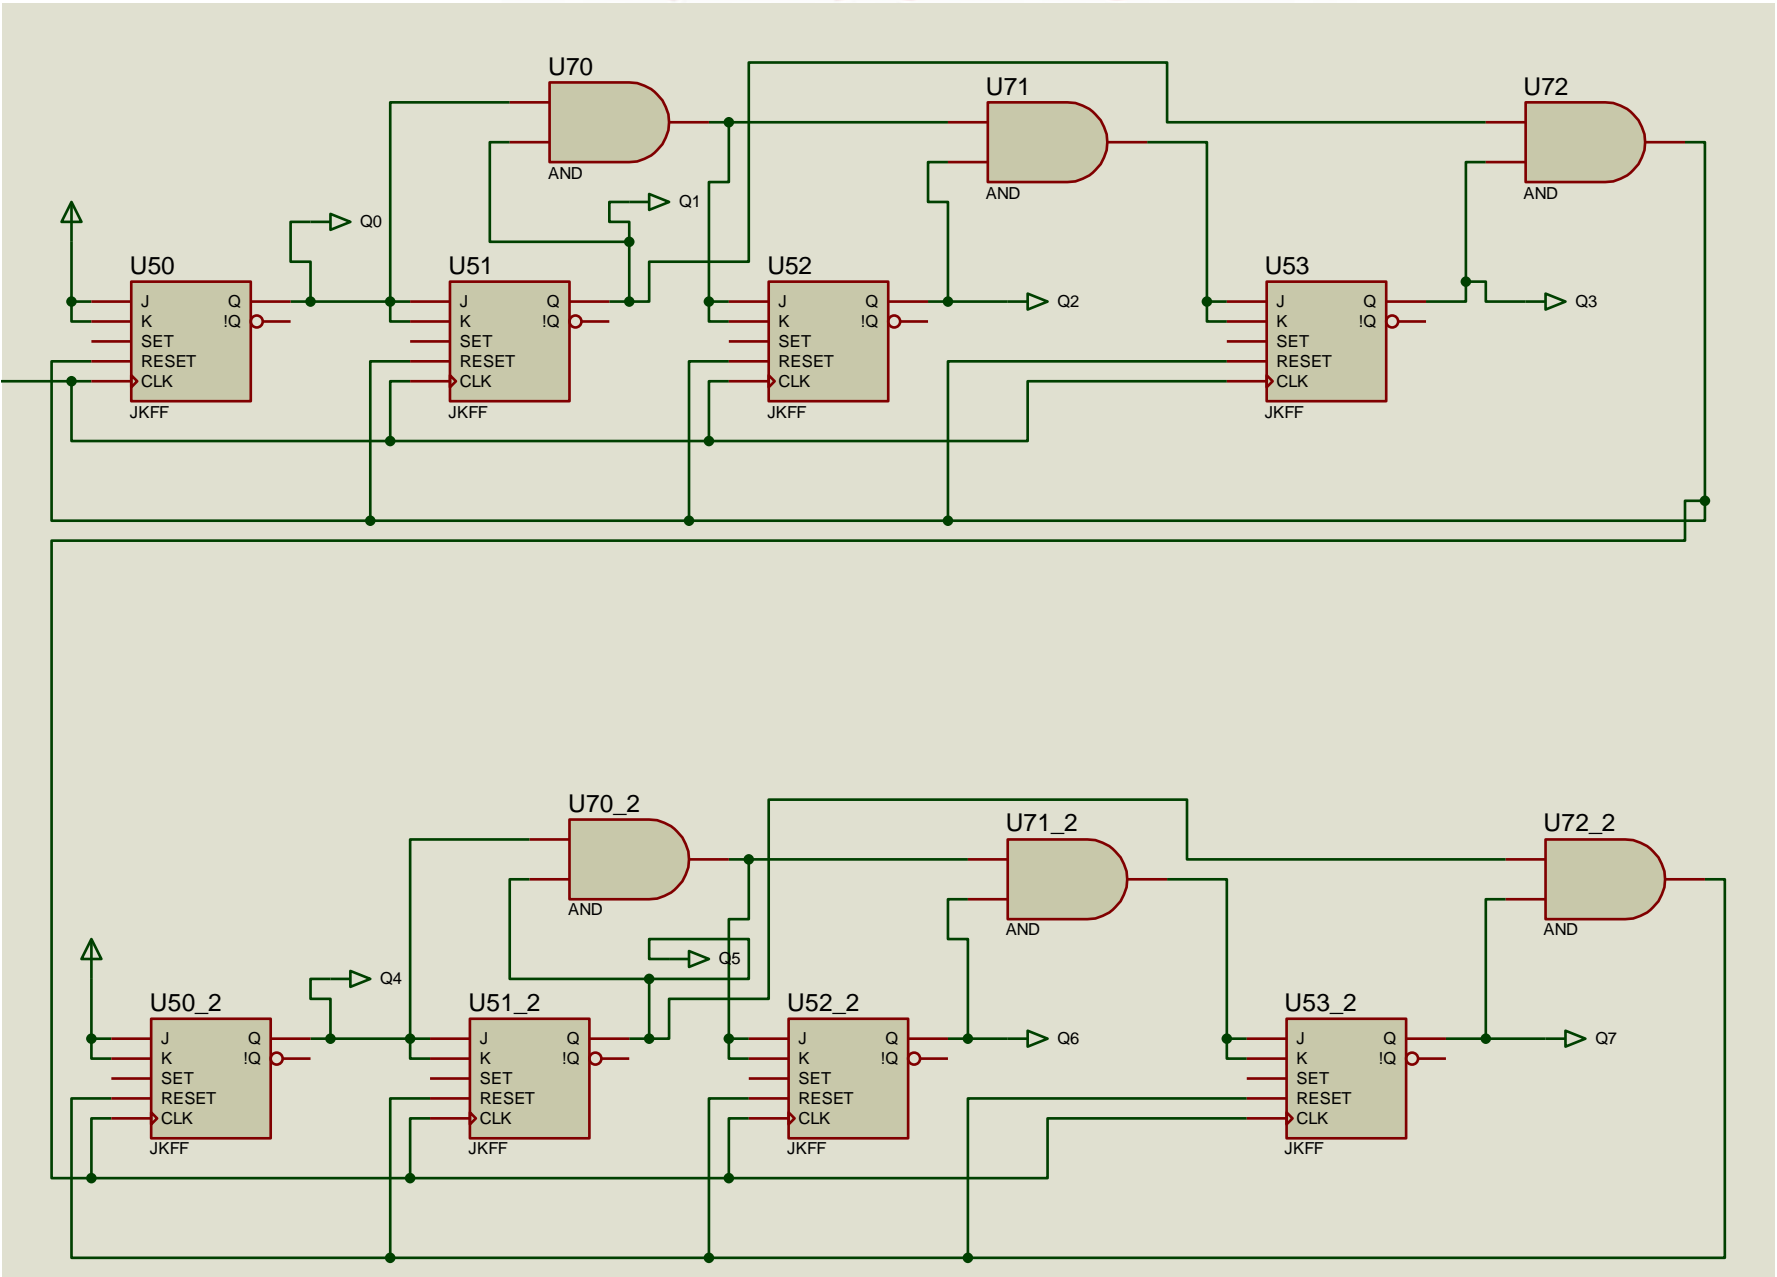 U70
U71
U72
AND
AND
AND
Q0
Q1
U50
U51
U52
U53
J Q
K !Q
SET
RESET
CLK
JKFF
J Q
K !Q
SET
RESET
CLK
JKFF
J Q
K !Q
SET
RESET
CLK
JKFF
Q2
J Q
K !Q
SET
RESET
CLK
JKFF
Q3
U70_2
U71_2
U72_2
AND
AND
AND
Q4
Q5
U50_2
U51_2
U52_2
U53_2
J Q
K !Q
SET
RESET
CLK
JKFF
J Q
K !Q
SET
RESET
CLK
JKFF
J Q
K !Q
SET
RESET
CLK
JKFF
Q6
J Q
K !Q
SET
RESET
CLK
JKFF
Q7